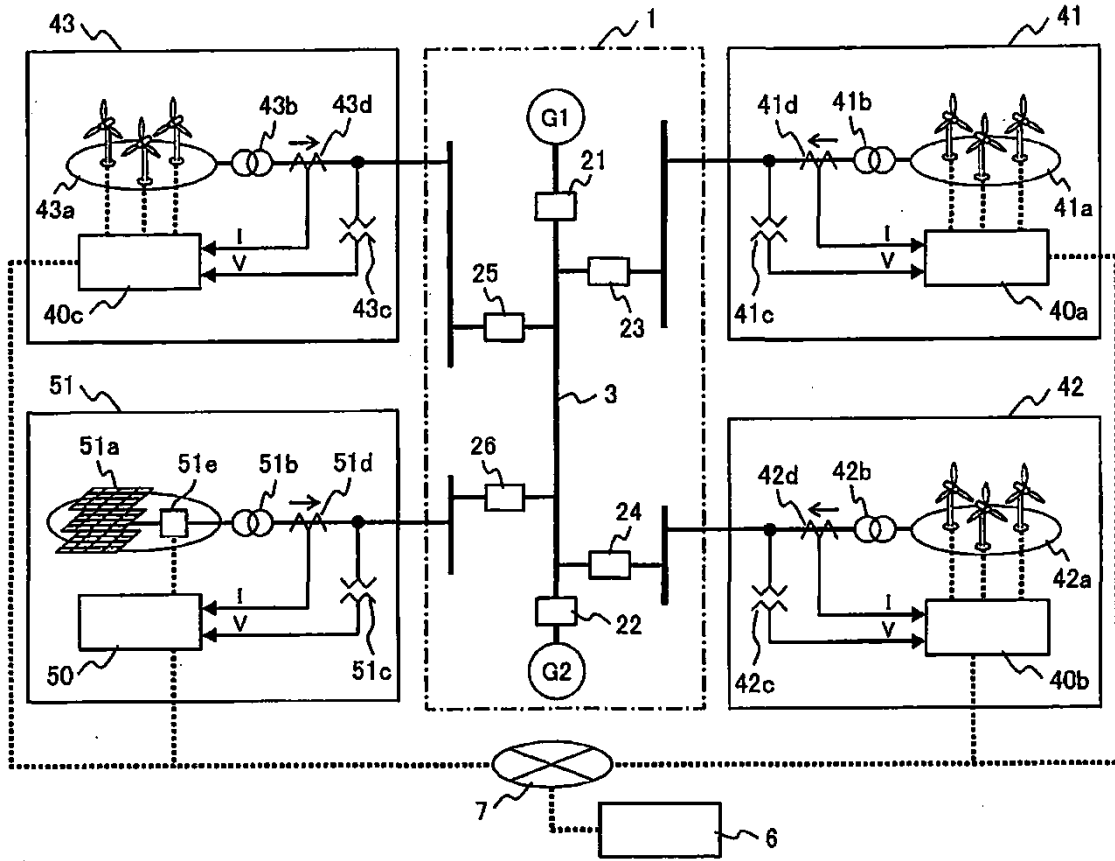 43 1 41
43b 43d G1 41d 41b
21
43a 41a
I I
V V
25 23
40c 43c 41c 40a
51 3 42
51a 51e 51b 51d 26 42d 42b
24
42a
I I
V 22 V
50 51c G2 42c 40b
7 6